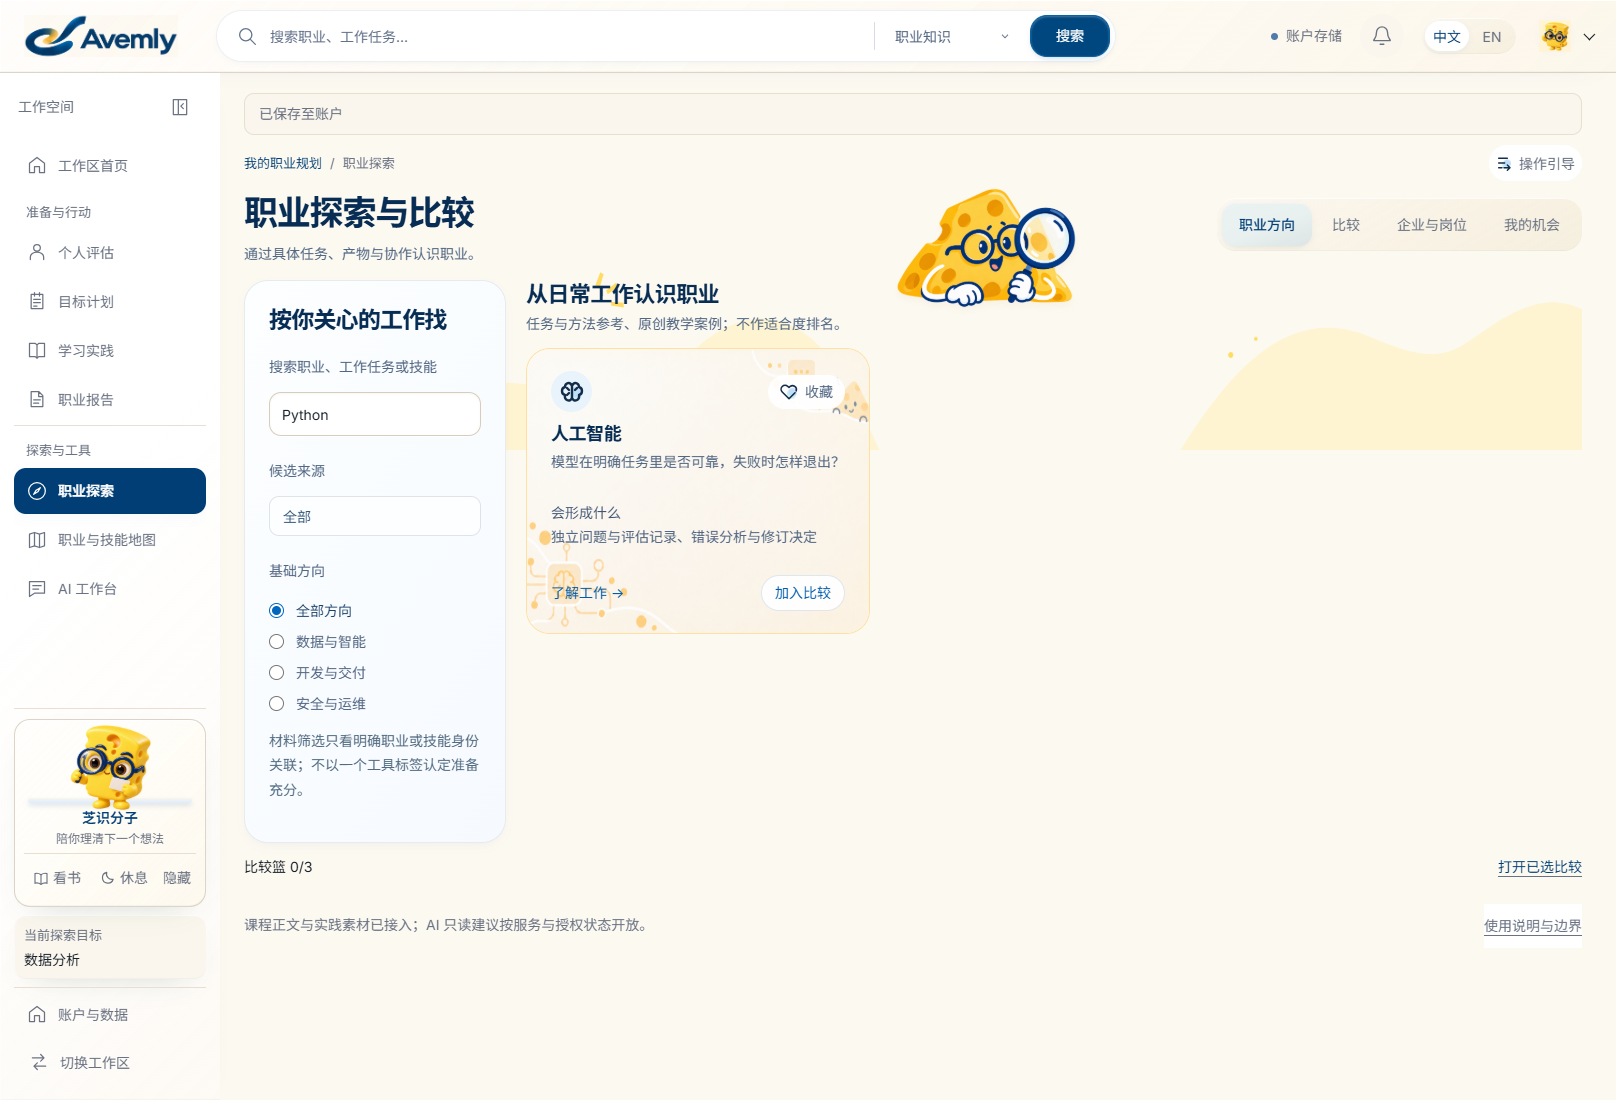 Avemly
搜索职业、工作任务...
职业知识
搜索
账户存储
中文
EN
工作空间
工作区首页
准备与行动
个人评估
目标计划
学习实践
职业报告
探索与工具
职业探索
职业与技能地图
AI 工作台
芝识分子
陪你理清下一个想法
看书
休息
隐藏
当前探索目标
数据分析
账户与数据
切换工作区
已保存至账户
我的职业规划 / 职业探索
操作引导
职业探索与比较
通过具体任务、产物与协作认识职业。
职业方向
比较
企业与岗位
我的机会
按你关心的工作找
搜索职业、工作任务或技能
Python
候选来源
全部
基础方向
全部方向
数据与智能
开发与交付
安全与运维
材料筛选只看明确职业或技能身份
关联；不以一个工具标签认定准备
充分。
从日常工作认识职业
任务与方法参考、原创教学案例；不作适合度排名。
收藏
人工智能
模型在明确任务里是否可靠，失败时怎样退出？
会形成什么
独立问题与评估记录、错误分析与修订决定
了解工作 →
加入比较
比较篮 0/3
打开已选比较
课程正文与实践素材已接入；AI 只读建议按服务与授权状态开放。
使用说明与边界